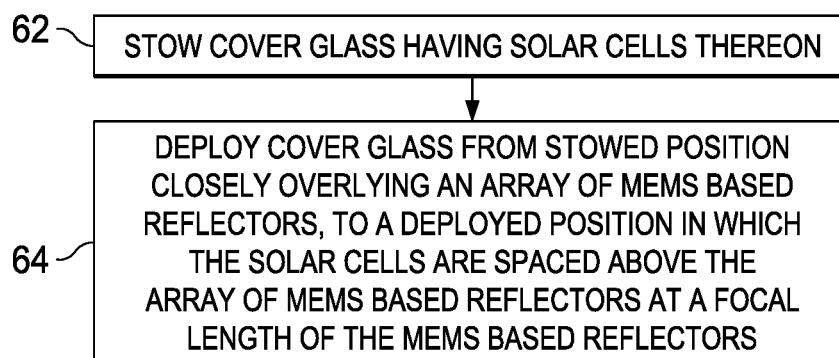 62
STOW COVER GLASS HAVING SOLAR CELLS THEREON
64
DEPLOY COVER GLASS FROM STOWED POSITION
CLOSELY OVERLYING AN ARRAY OF MEMS BASED
REFLECTORS, TO A DEPLOYED POSITION IN WHICH
THE SOLAR CELLS ARE SPACED ABOVE THE
ARRAY OF MEMS BASED REFLECTORS AT A FOCAL
LENGTH OF THE MEMS BASED REFLECTORS